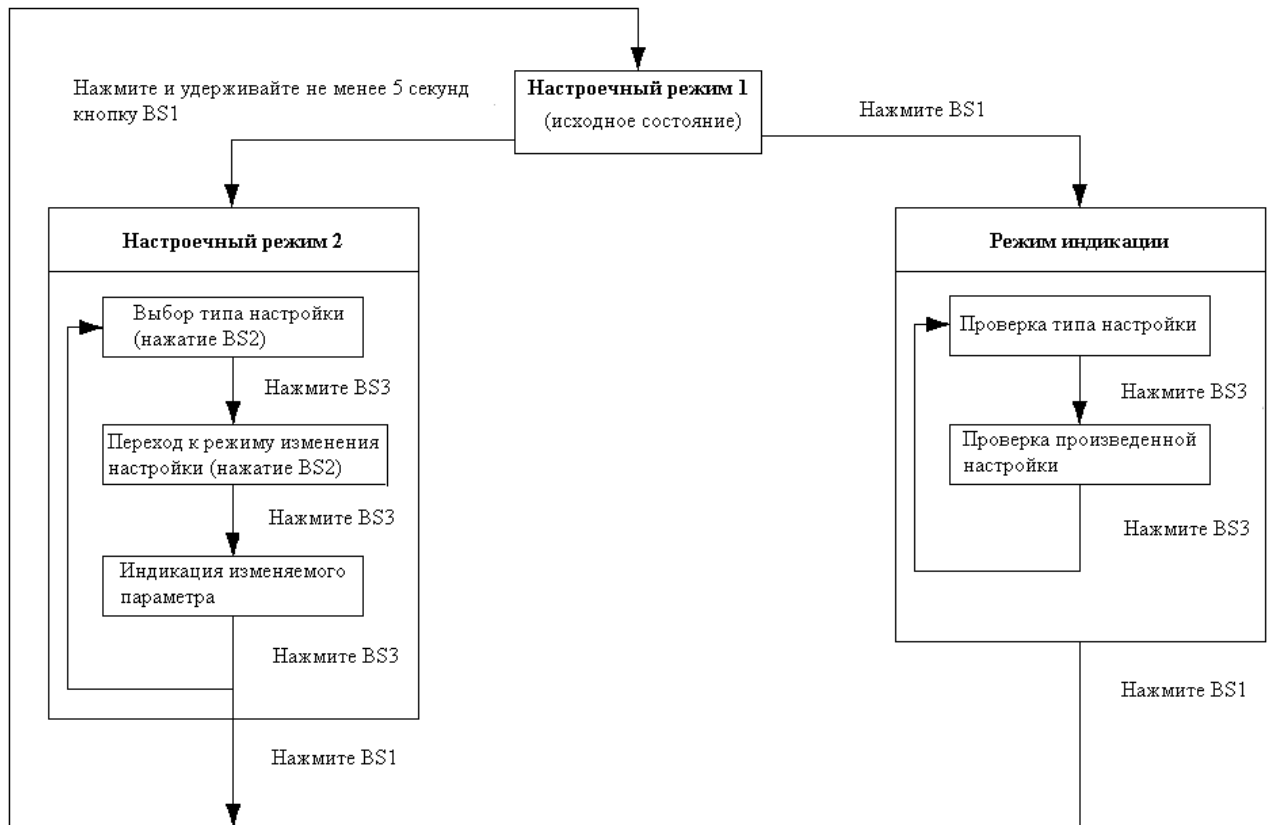 Нажмите и удерживайте не менее 5 секунд
кнопку BS1
Настроечный режим 1
(исходное состояние)
Нажмите BS1
Настроечный режим 2
Выбор типа настройки
(нажатие BS2)
Нажмите BS3
Переход к режиму изменения
настройки (нажатие BS2)
Нажмите BS3
Индикация изменяемого
параметра
Нажмите BS3
Нажмите BS1
Режим индикации
Проверка типа настройки
Нажмите BS3
Проверка произведенной
настройки
Нажмите BS3
Нажмите BS1